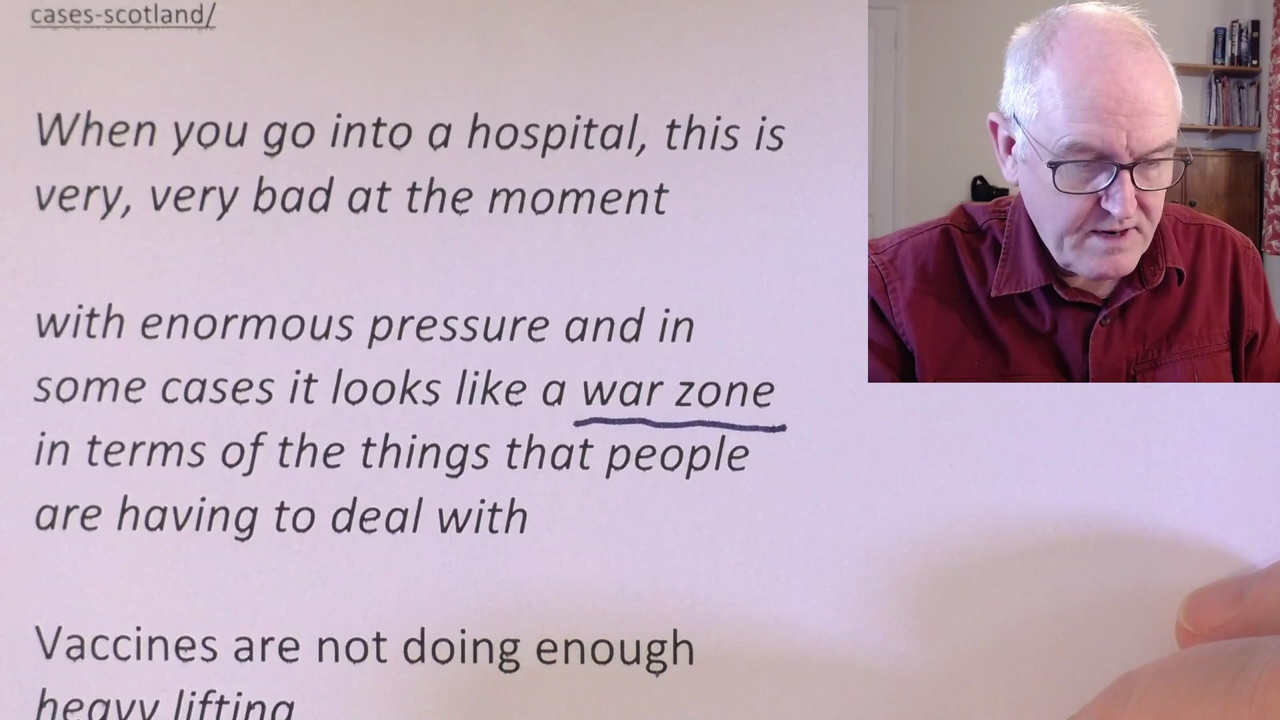 cases-scotland/
When you go into a hospital, this is
very, very bad at the moment
with enormous pressure and in
some cases it looks like a war zone
in terms of the things that people
are having to deal with
Vaccines are not doing enough
heavy lifting